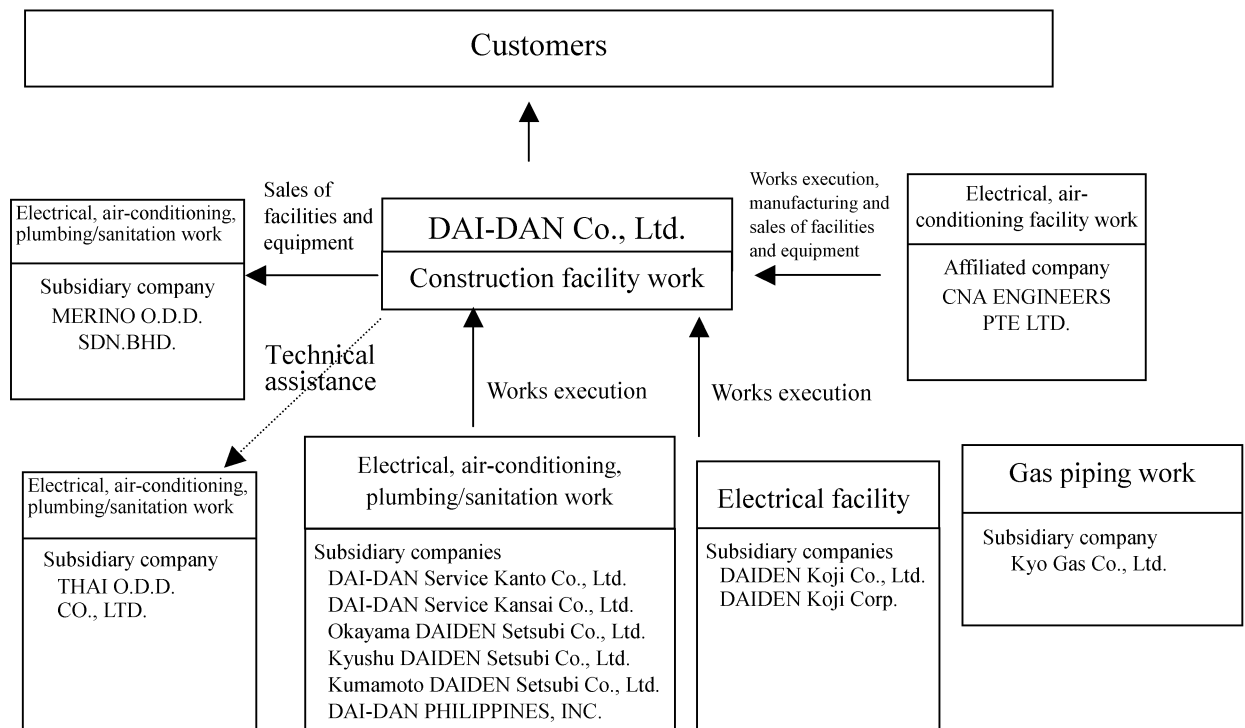 Customers
Sales of
facilities and
equipment
Works execution,
manufacturing and
sales of facilities
and equipment
Electrical, air-conditioning,
plumbing/sanitation work
Subsidiary company
MERINO O.D.D.
SDN.BHD.
DAI-DAN Co., Ltd.
Construction facility work
Electrical, air-
conditioning facility work
Affiliated company
CNA ENGINEERS
PTE LTD.
Technical
assistance
Works execution
Works execution
Electrical, air-conditioning,
plumbing/sanitation work
Subsidiary company
THAI O.D.D.
CO., LTD.
Electrical, air-conditioning,
plumbing/sanitation work
Subsidiary companies
DAI-DAN Service Kanto Co., Ltd.
DAI-DAN Service Kansai Co., Ltd.
Okayama DAIDEN Setsubi Co., Ltd.
Kyushu DAIDEN Setsubi Co., Ltd.
Kumamoto DAIDEN Setsubi Co., Ltd.
DAI-DAN PHILIPPINES, INC.
Electrical facility
Subsidiary companies
DAIDEN Koji Co., Ltd.
DAIDEN Koji Corp.
Gas piping work
Subsidiary company
Kyo Gas Co., Ltd.